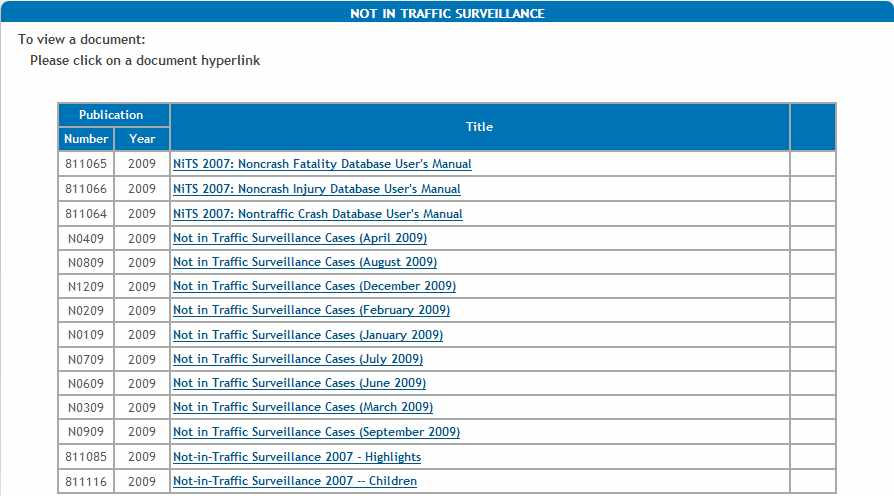 NOT IN TRAFFIC SURVEILLANCE
To view a document:
Please click on a document hyperlink
Publication
Title
Number Year
811065 2009 NiTS 2007: Noncrash Fatality Database User's Manual
811066 2009 NiTS 2007: Noncrash Injury Database User's Manual
811064 2009 NiTS 2007: Nontraffic Crash Database User's Manual
N0409 2009 Not in Traffic Surveillance Cases (April 2009)
N0809 2009 Not in Traffic Surveillance Cases (August 2009)
N1209 2009 Not in Traffic Surveillance Cases (December 2009)
N0209 2009 Not in Traffic Surveillance Cases (February 2009)
N0109 2009 Not in Traffic Surveillance Cases (January 2009)
N0709 2009 Not in Traffic Surveillance Cases (July 2009)
N0609 2009 Not in Traffic Surveillance Cases (June 2009)
N0309 2009 Not in Traffic Surveillance Cases (March 2009)
N0909 2009 Not in Traffic Surveillance Cases (September 2009)
811085 2009 Not-in-Traffic Surveillance 2007 - Highlights
811116 2009 Not-in-Traffic Surveillance 2007 -- Children